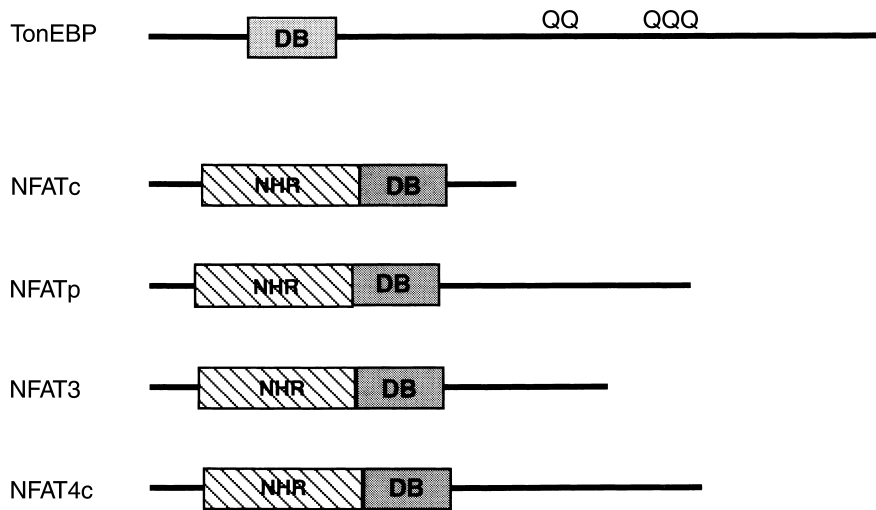 QQ QQQ
TonEBP DB
NFATc NHR DB
NFATp NHR DB
NFAT3 NHR DB
NFAT4c NHR DB